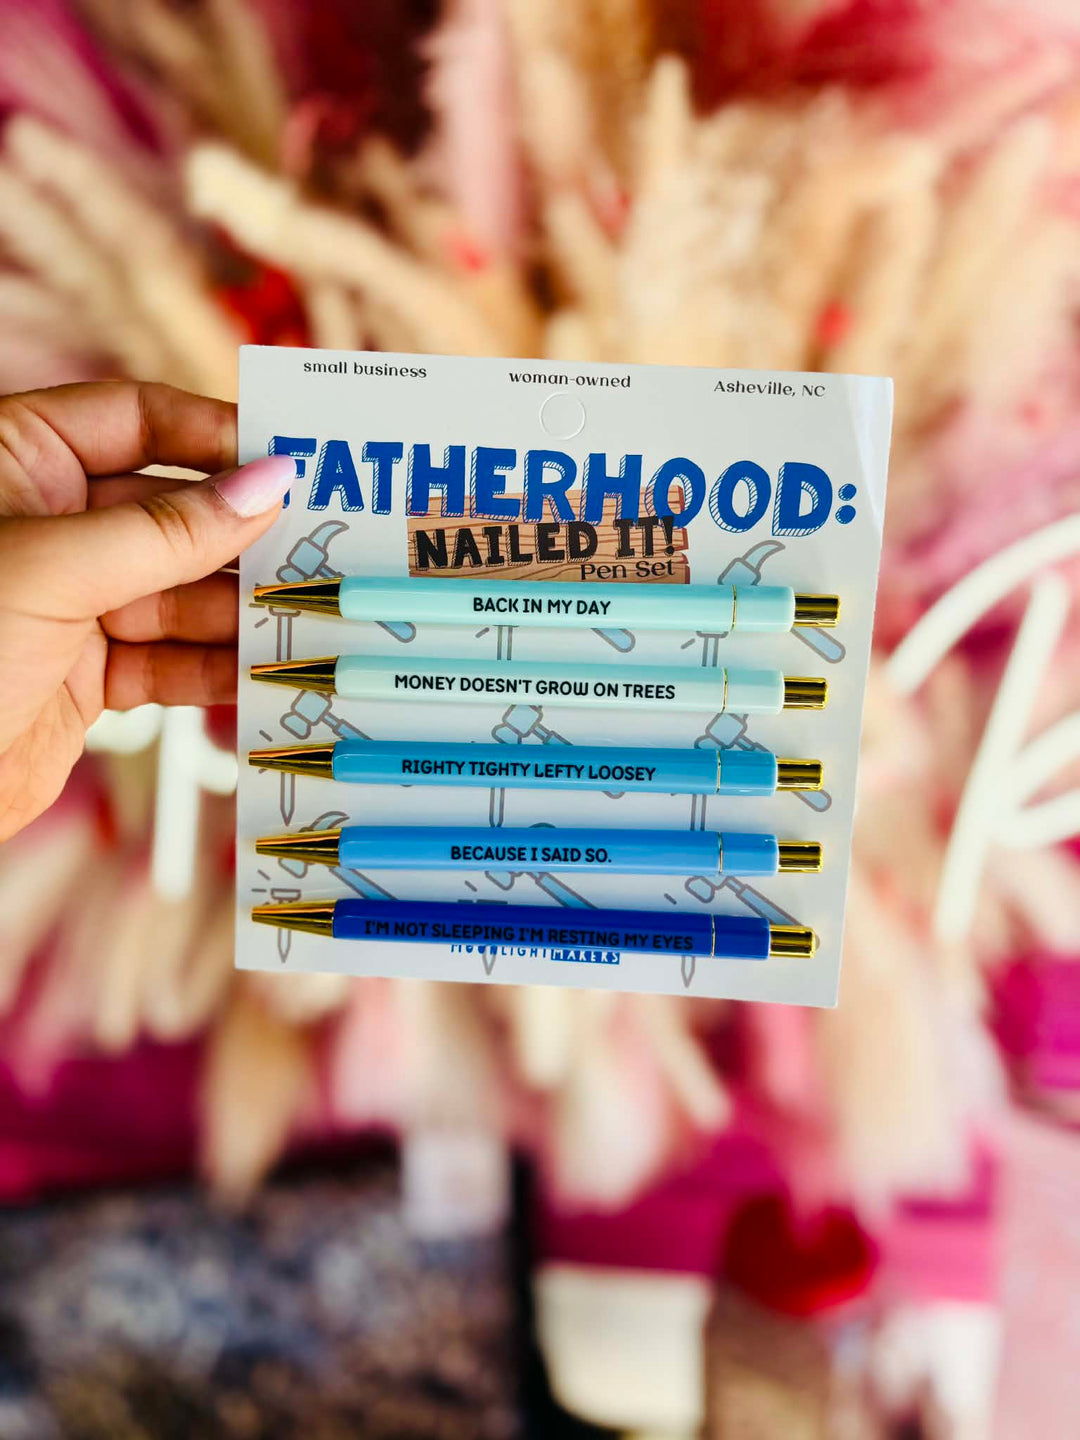 small business woman-owned Asheville, NC
FATHERHOOD:
NAILED IT!
Pen Set
BACK IN MY DAY
MONEY DOESN'T GROW ON TREES
RIGHTY TIGHTY LEFTY LOOSEY
BECAUSE I SAID SO.
I'M NOT SLEEPING I'M RESTING MY EYES
MOONLIGHTMAKERS